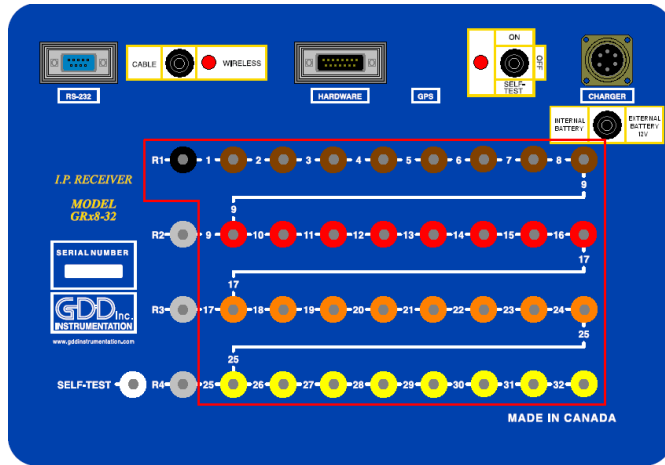 ON
OFF
CABLE
WIRELESS
SELF-
TEST
RS-232
HARDWARE
GPS
CHARGER
INTERNAL
BATTERY
EXTERNAL
BATTERY
12V
R1 1 2 3 4 5 6 7 8
9
I.P. RECEIVER
MODEL
GRx8-32
9
R2 9 10 11 12 13 14 15 16
17
SERIAL NUMBER
17
GDD Inc.
INSTRUMENTATION
www.gddinstrumentation.com
R3 17 18 19 20 21 22 23 24
25
25
SELF-TEST R4 25 26 27 28 29 30 31 32
MADE IN CANADA